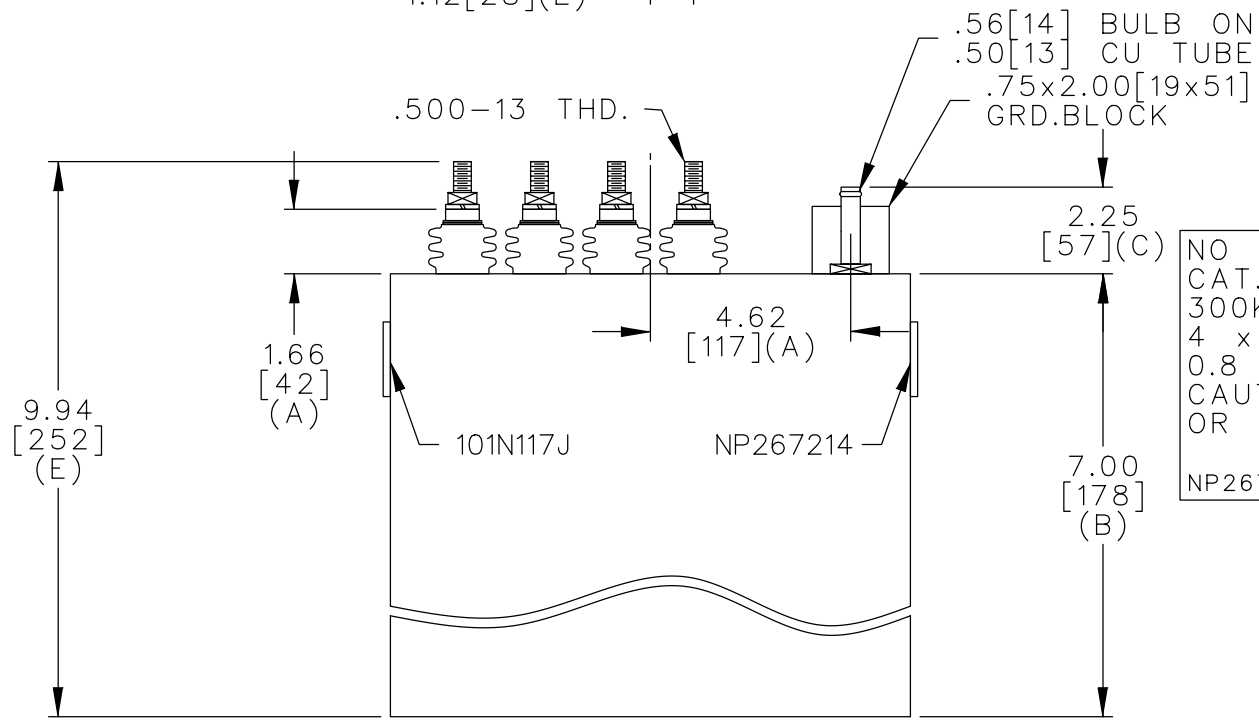 .56[14] BULB ON
.50[13] CU TUBE
.75x2.00[19x51]
GRD.BLOCK
.500-13 THD.
2.25
[57](C)
NO
CAT.
4 x
0.8
OR
4.62
[117](A)
1.66
[42]
(A)
9.94
[252]
(E)
101N117J
NP267214
7.00
[178]
(B)